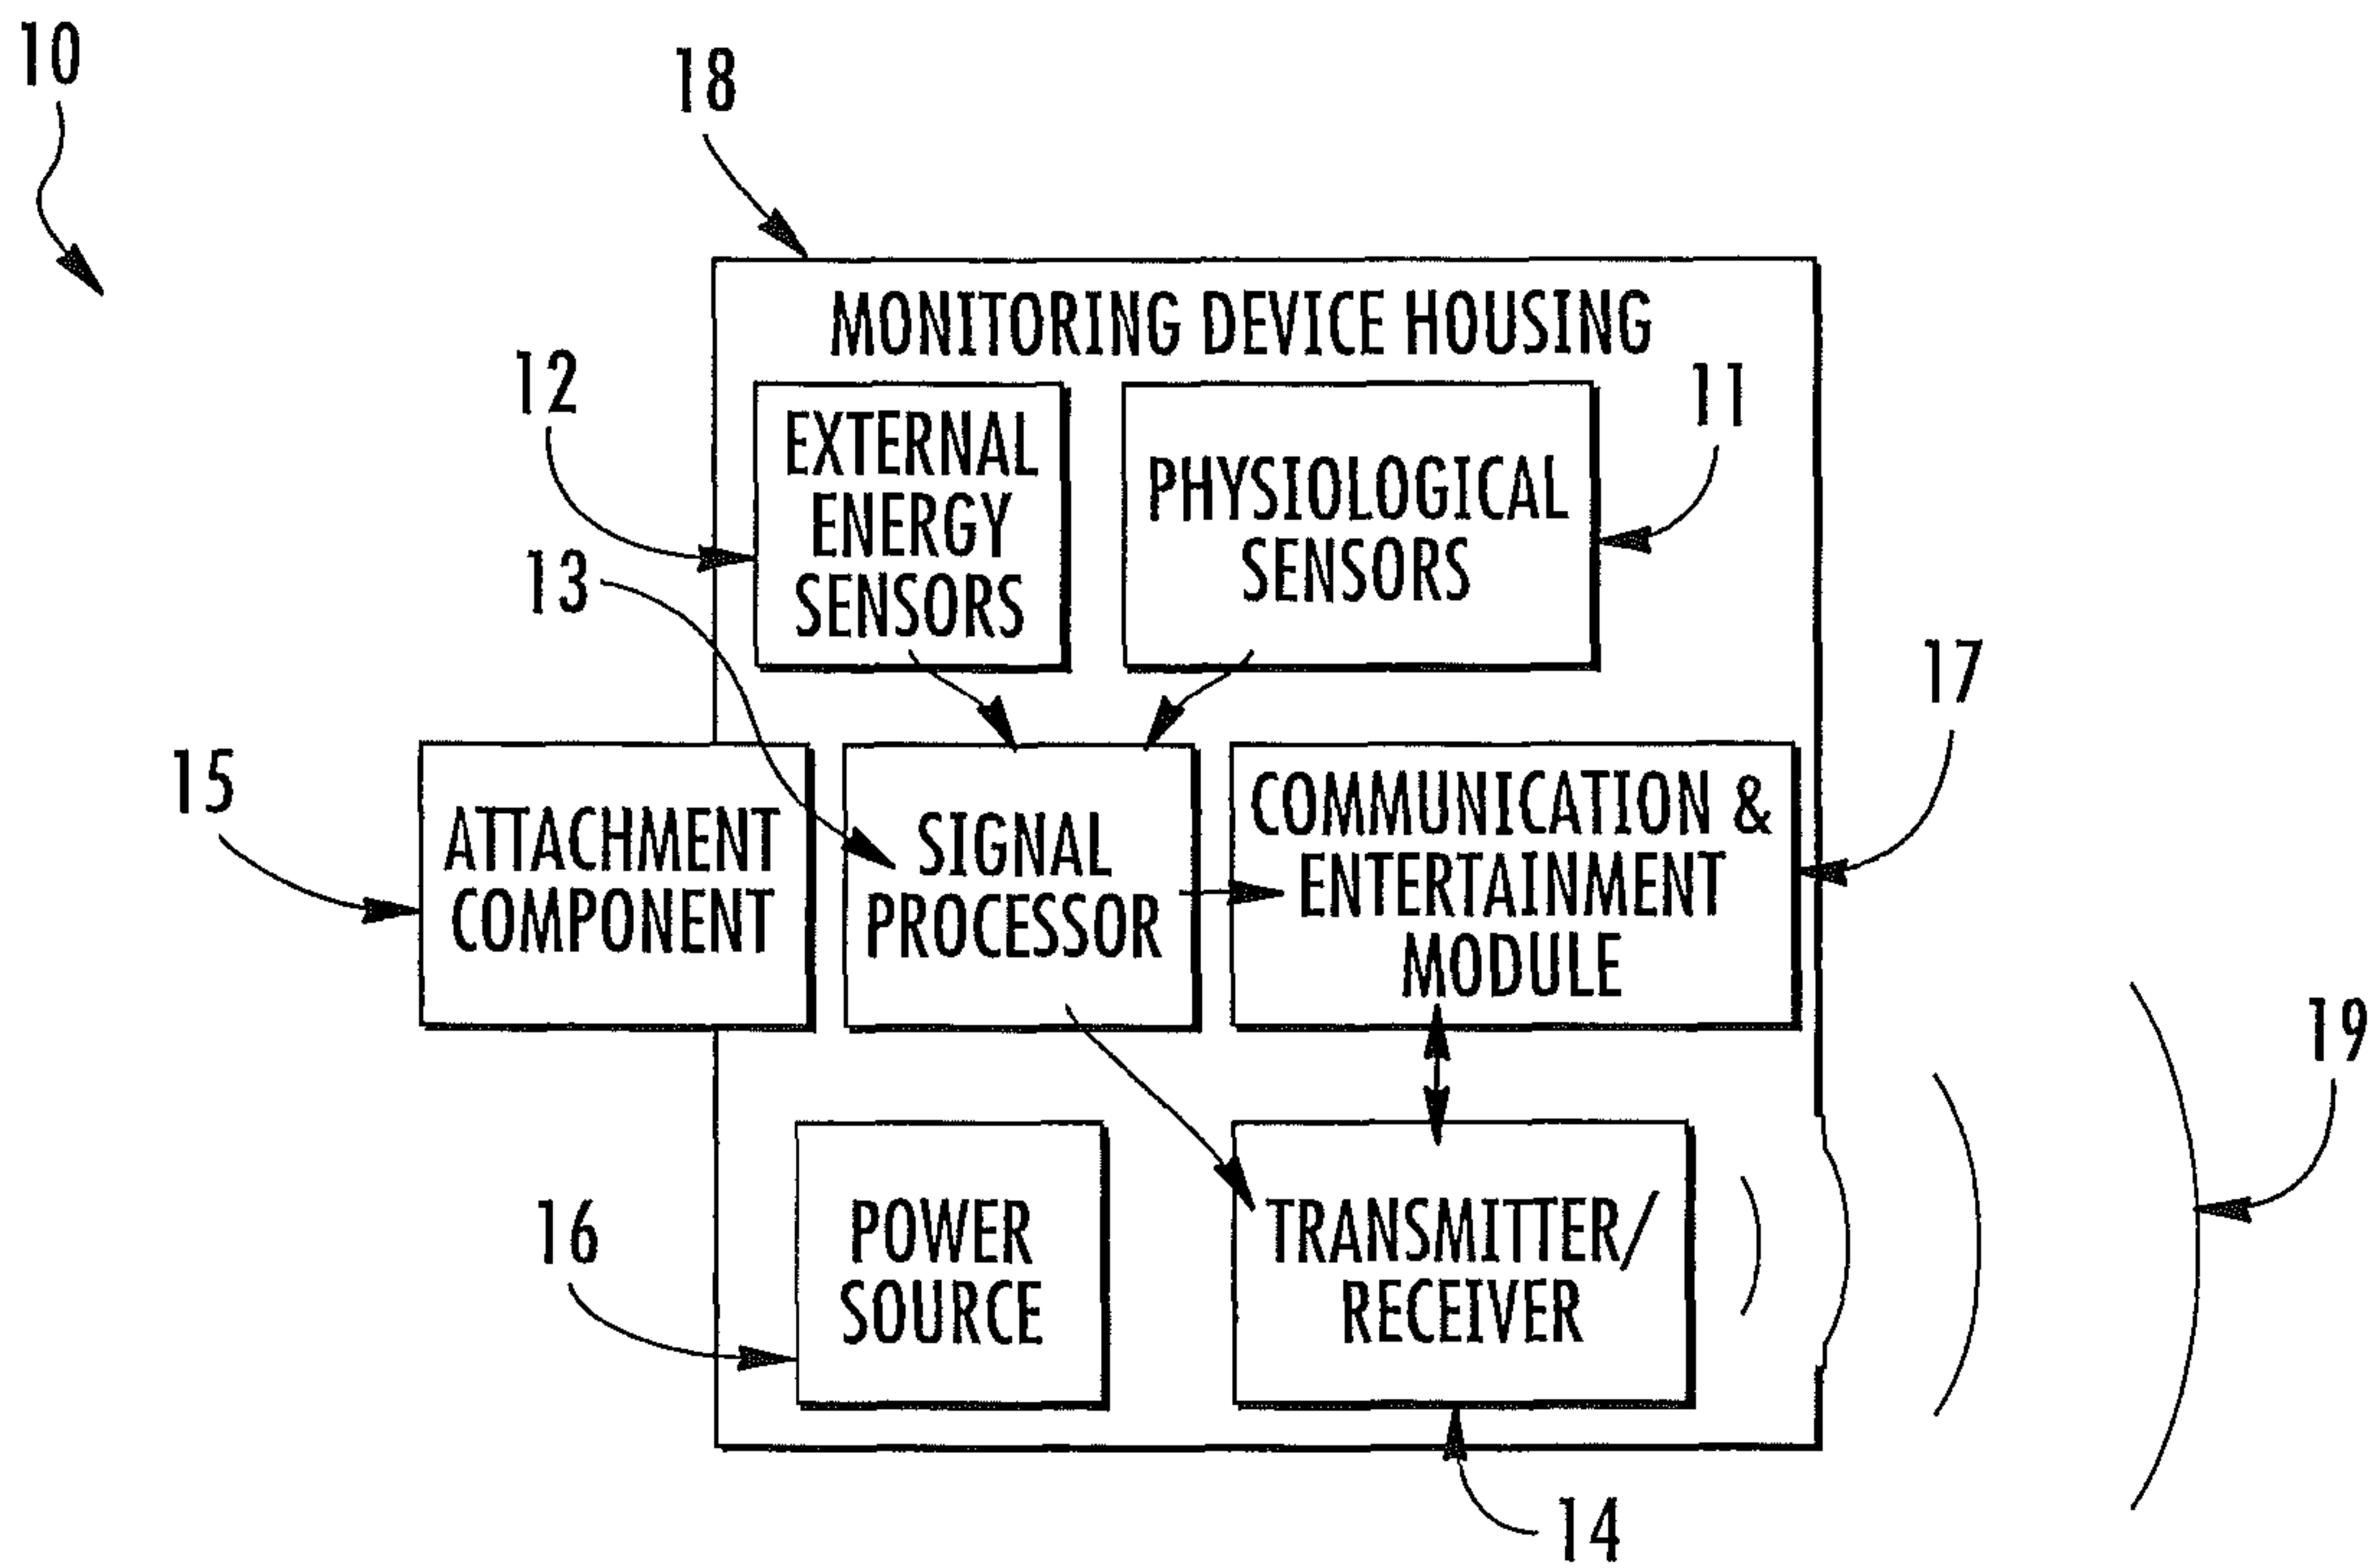 10
18
MONITORING DEVICE HOUSING
12
EXTERNAL
ENERGY
SENSORS
PHYSIOLOGICAL
SENSORS
11
13
17
15
ATTACHMENT
COMPONENT
SIGNAL
PROCESSOR
COMMUNICATION &
ENTERTAINMENT
MODULE
19
16
POWER
SOURCE
TRANSMITTER/
RECEIVER
14